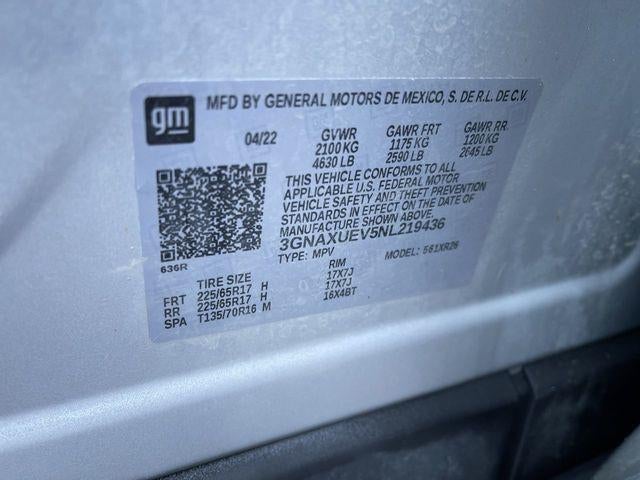 gm
MFD BY GENERAL MOTORS DE MEXICO, S. DE R.L. DE C.V.
04/22 GVWR GAWR FRT GAWR RR
2100 KG 1175 KG 1200 KG
4630 LB 2590 LB 2645 LB
THIS VEHICLE CONFORMS TO ALL
APPLICABLE U.S. FEDERAL MOTOR
VEHICLE SAFETY AND THEFT PREVENTION
STANDARDS IN EFFECT ON THE DATE OF
MANUFACTURE SHOWN ABOVE.
3GNAXUEV5NL219436
TYPE: MPV MODEL: 561XR26
636R
TIRE SIZE RIM
FRT 225/65R17 H 17X7J
RR 225/65R17 H 17X7J
SPA T135/70R16 M 16X4BT